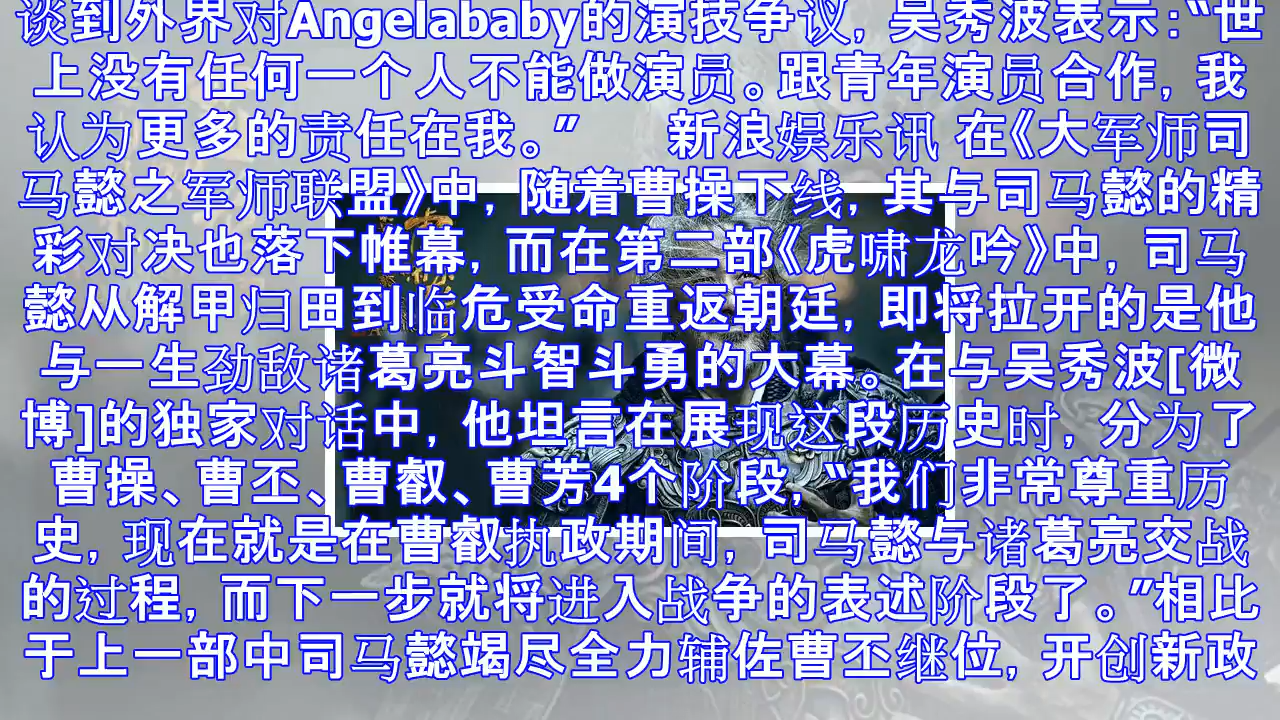 谈到外界对Angelababy的演技争议, 吴秀波表示:“世
上没有任何一个人不能做演员。跟青年演员合作, 我
认为更多的责任在我。” 新浪娱乐讯 在《大军师司
马懿之军师联盟》中, 随着曹操下线, 其与司马懿的精
彩对决也落下帷幕, 而在第二部《虎啸龙吟》中, 司马
懿从解甲归田到临危受命重返朝廷, 即将拉开的是他
与一生劲敌诸葛亮斗智斗勇的大幕。在与吴秀波[微
博]的独家对话中, 他坦言在展现这段历史时, 分为了
曹操、曹丕、曹叡、曹芳4个阶段, “我们非常尊重历
史, 现在就是在曹叡执政期间, 司马懿与诸葛亮交战
的过程, 而下一步就将进入战争的表述阶段了。”相比
于上一部中司马懿竭尽全力辅佐曹丕继位, 开创新政